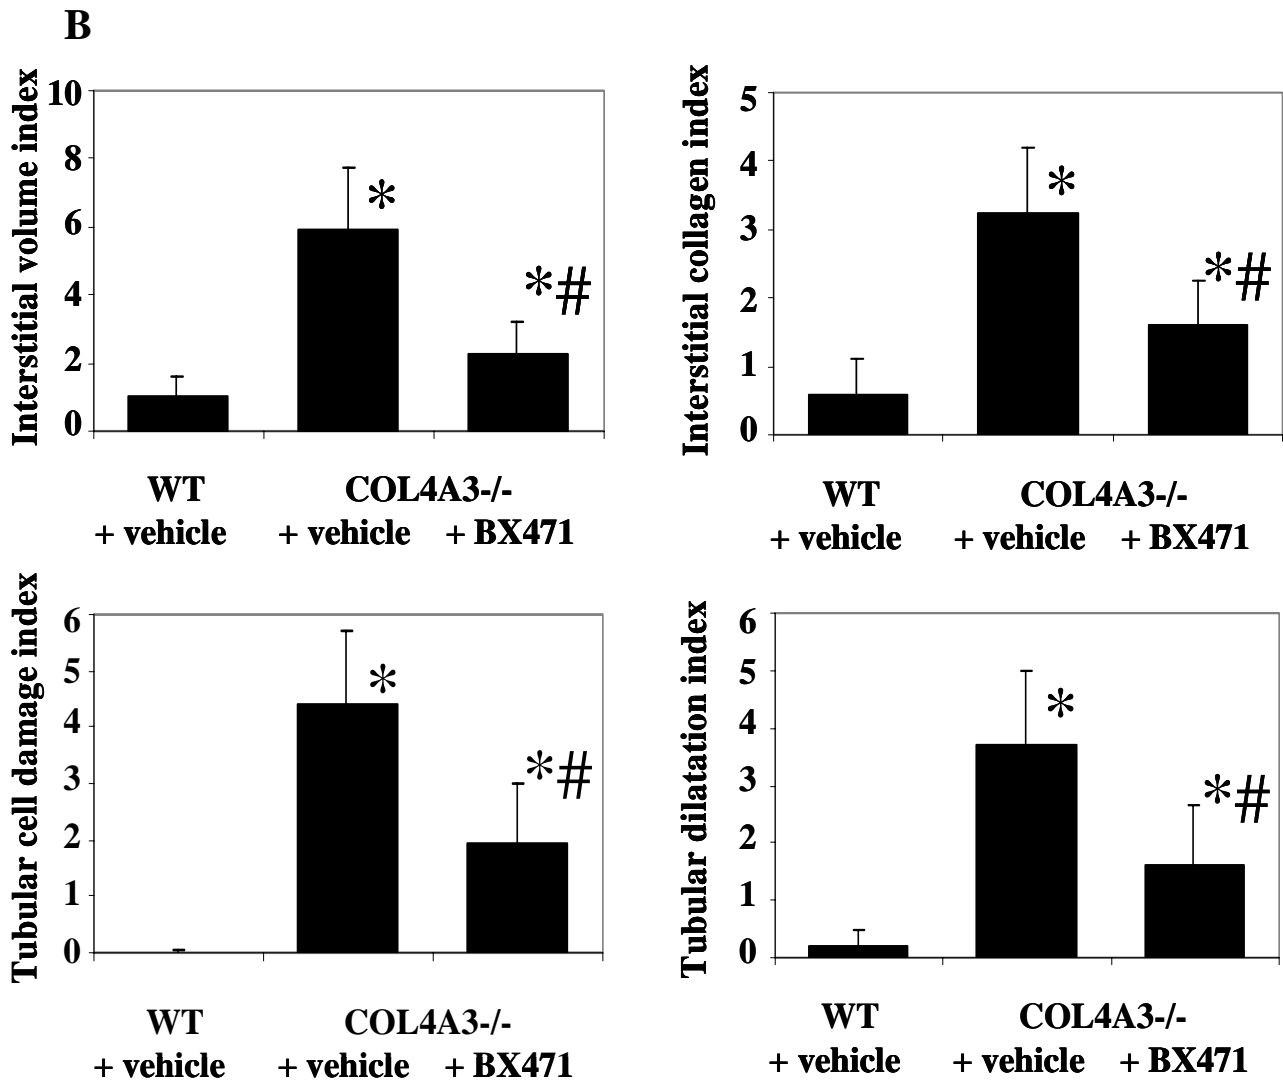 B
Interstitial volume index
10
8
6
4
2
0
*
*#
WT
+ vehicle
COL4A3-/-
+ vehicle + BX471
Interstitial collagen index
5
4
3
2
1
0
*
*#
WT
+ vehicle
COL4A3-/-
+ vehicle + BX471
Tubular cell damage index
6
5
4
3
2
1
0
*
*#
WT
+ vehicle
COL4A3-/-
+ vehicle + BX471
Tubular dilatation index
6
5
4
3
2
1
0
*
*#
WT
+ vehicle
COL4A3-/-
+ vehicle + BX471